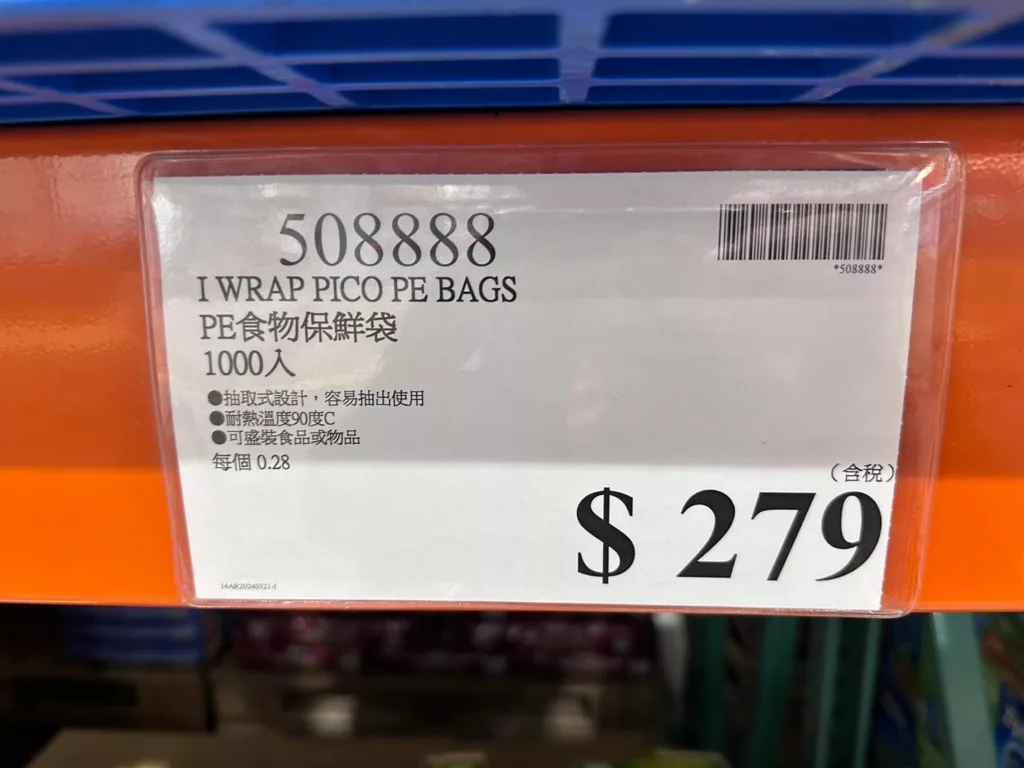 508888
*508888*
I WRAP PICO PE BAGS
PE食物保鮮袋
1000入
●抽取式設計，容易抽出使用
●耐熱溫度90度C
●可盛裝食品或物品
每個 0.28
（含稅）
$ 279